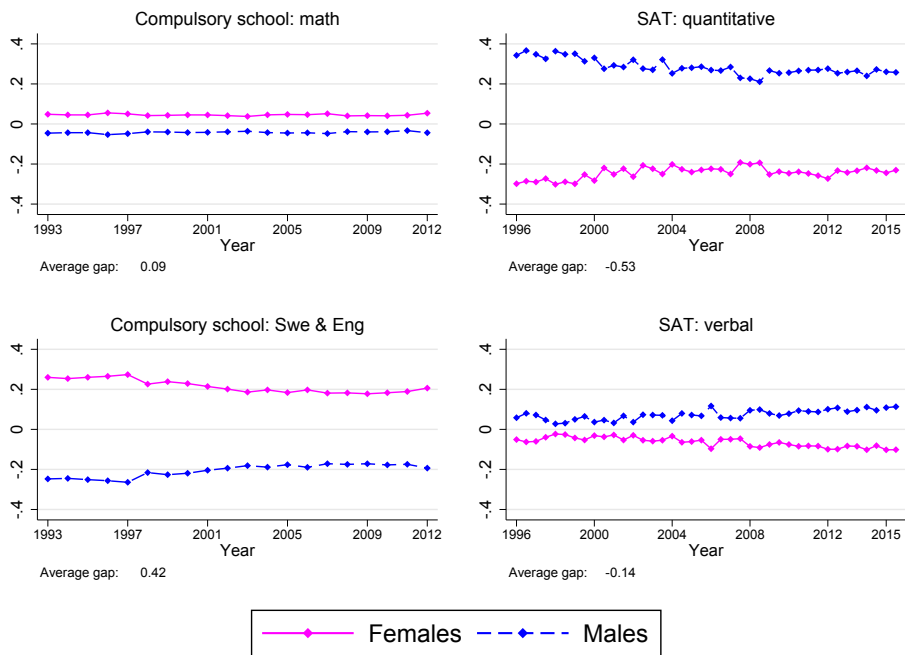 Compulsory school: math
.4
.2
0
-.2
-.4
1993 1997 2001 2005 2009 2012
Year
Average gap: 0.09
SAT: quantitative
.4
.2
0
-.2
-.4
1996 2000 2004 2008 2012 2015
Year
Average gap: -0.53
Compulsory school: Swe & Eng
.4
.2
0
-.2
-.4
1993 1997 2001 2005 2009 2012
Year
Average gap: 0.42
SAT: verbal
.4
.2
0
-.2
-.4
1996 2000 2004 2008 2012 2015
Year
Average gap: -0.14
Females Males